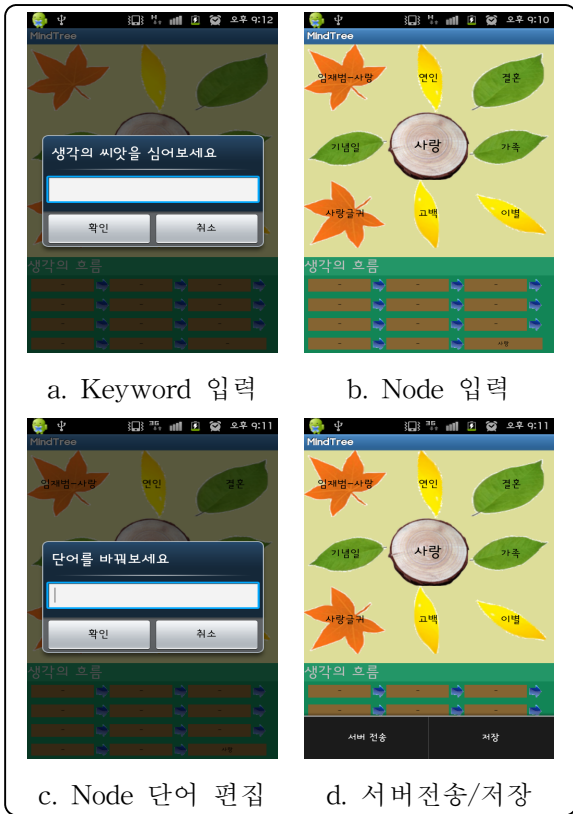 오후 9:12
MindTree
생각의 씨앗을 심어보세요
확인 취소
생각의 흐름
- - -
- - -
- - -
- - -
a. Keyword 입력
H 오후 9:10
MindTree
임재범-사랑 연인 결혼
기념일 사랑 가족
사랑글귀 고백 이별
생각의 흐름
- - -
- - -
- - -
- - 사랑
b. Node 입력
3G 오후 9:11
MindTree
임재범-사랑 연인 결혼
단어를 바꿔보세요
확인 취소
생각의 흐름
- - -
- - -
- - -
- - 사랑
c. Node 단어 편집
3G 오후 9:11
MindTree
임재범-사랑 연인 결혼
기념일 사랑 가족
사랑글귀 고백 이별
생각의 흐름
- - -
서버 전송 저장
d. 서버전송/저장